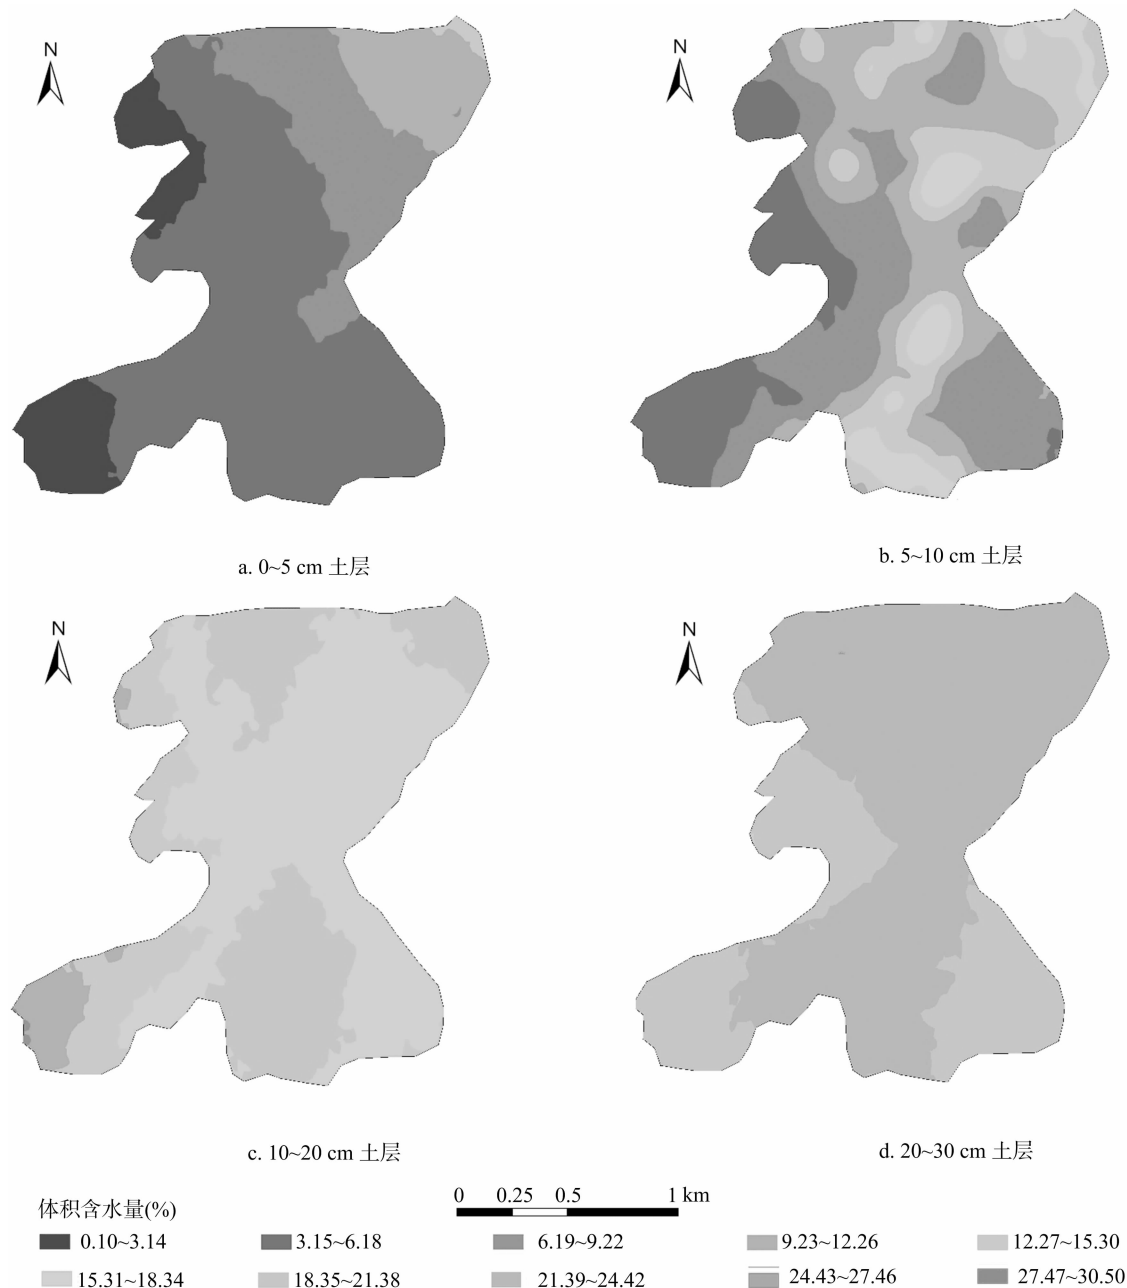 N
N
a. 0~5 cm 土层
b. 5~10 cm 土层
N
N
c. 10~20 cm 土层
d. 20~30 cm 土层
体积含水量(%)
0 0.25 0.5 1 km
0.10~3.14 3.15~6.18 6.19~9.22 9.23~12.26 12.27~15.30
15.31~18.34 18.35~21.38 21.39~24.42 24.43~27.46 27.47~30.50